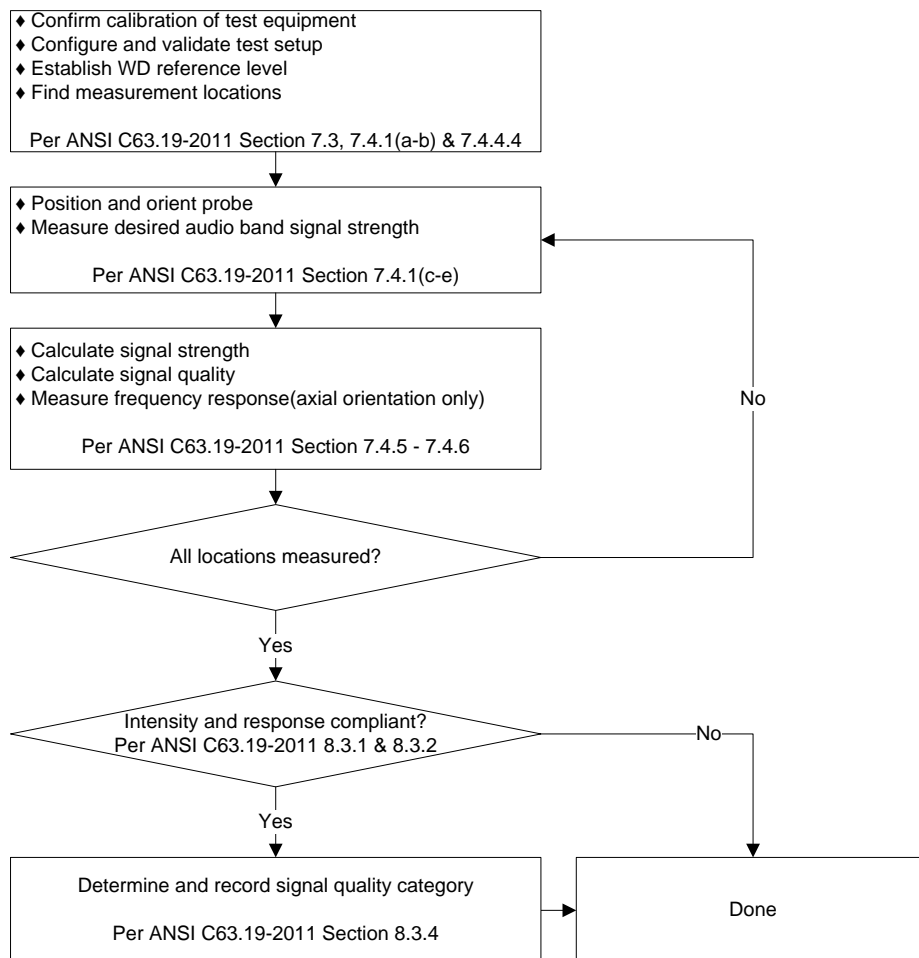 ♦ Confirm calibration of test equipment
♦ Configure and validate test setup
♦ Establish WD reference level
♦ Find measurement locations
Per ANSI C63.19-2011 Section 7.3, 7.4.1(a-b) & 7.4.4.4
♦ Position and orient probe
♦ Measure desired audio band signal strength
Per ANSI C63.19-2011 Section 7.4.1(c-e)
♦ Calculate signal strength
♦ Calculate signal quality
♦ Measure frequency response(axial orientation only)
Per ANSI C63.19-2011 Section 7.4.5 - 7.4.6
No
All locations measured?
Yes
Intensity and response compliant?
Per ANSI C63.19-2011 8.3.1 & 8.3.2
No
Yes
Determine and record signal quality category
Per ANSI C63.19-2011 Section 8.3.4
Done